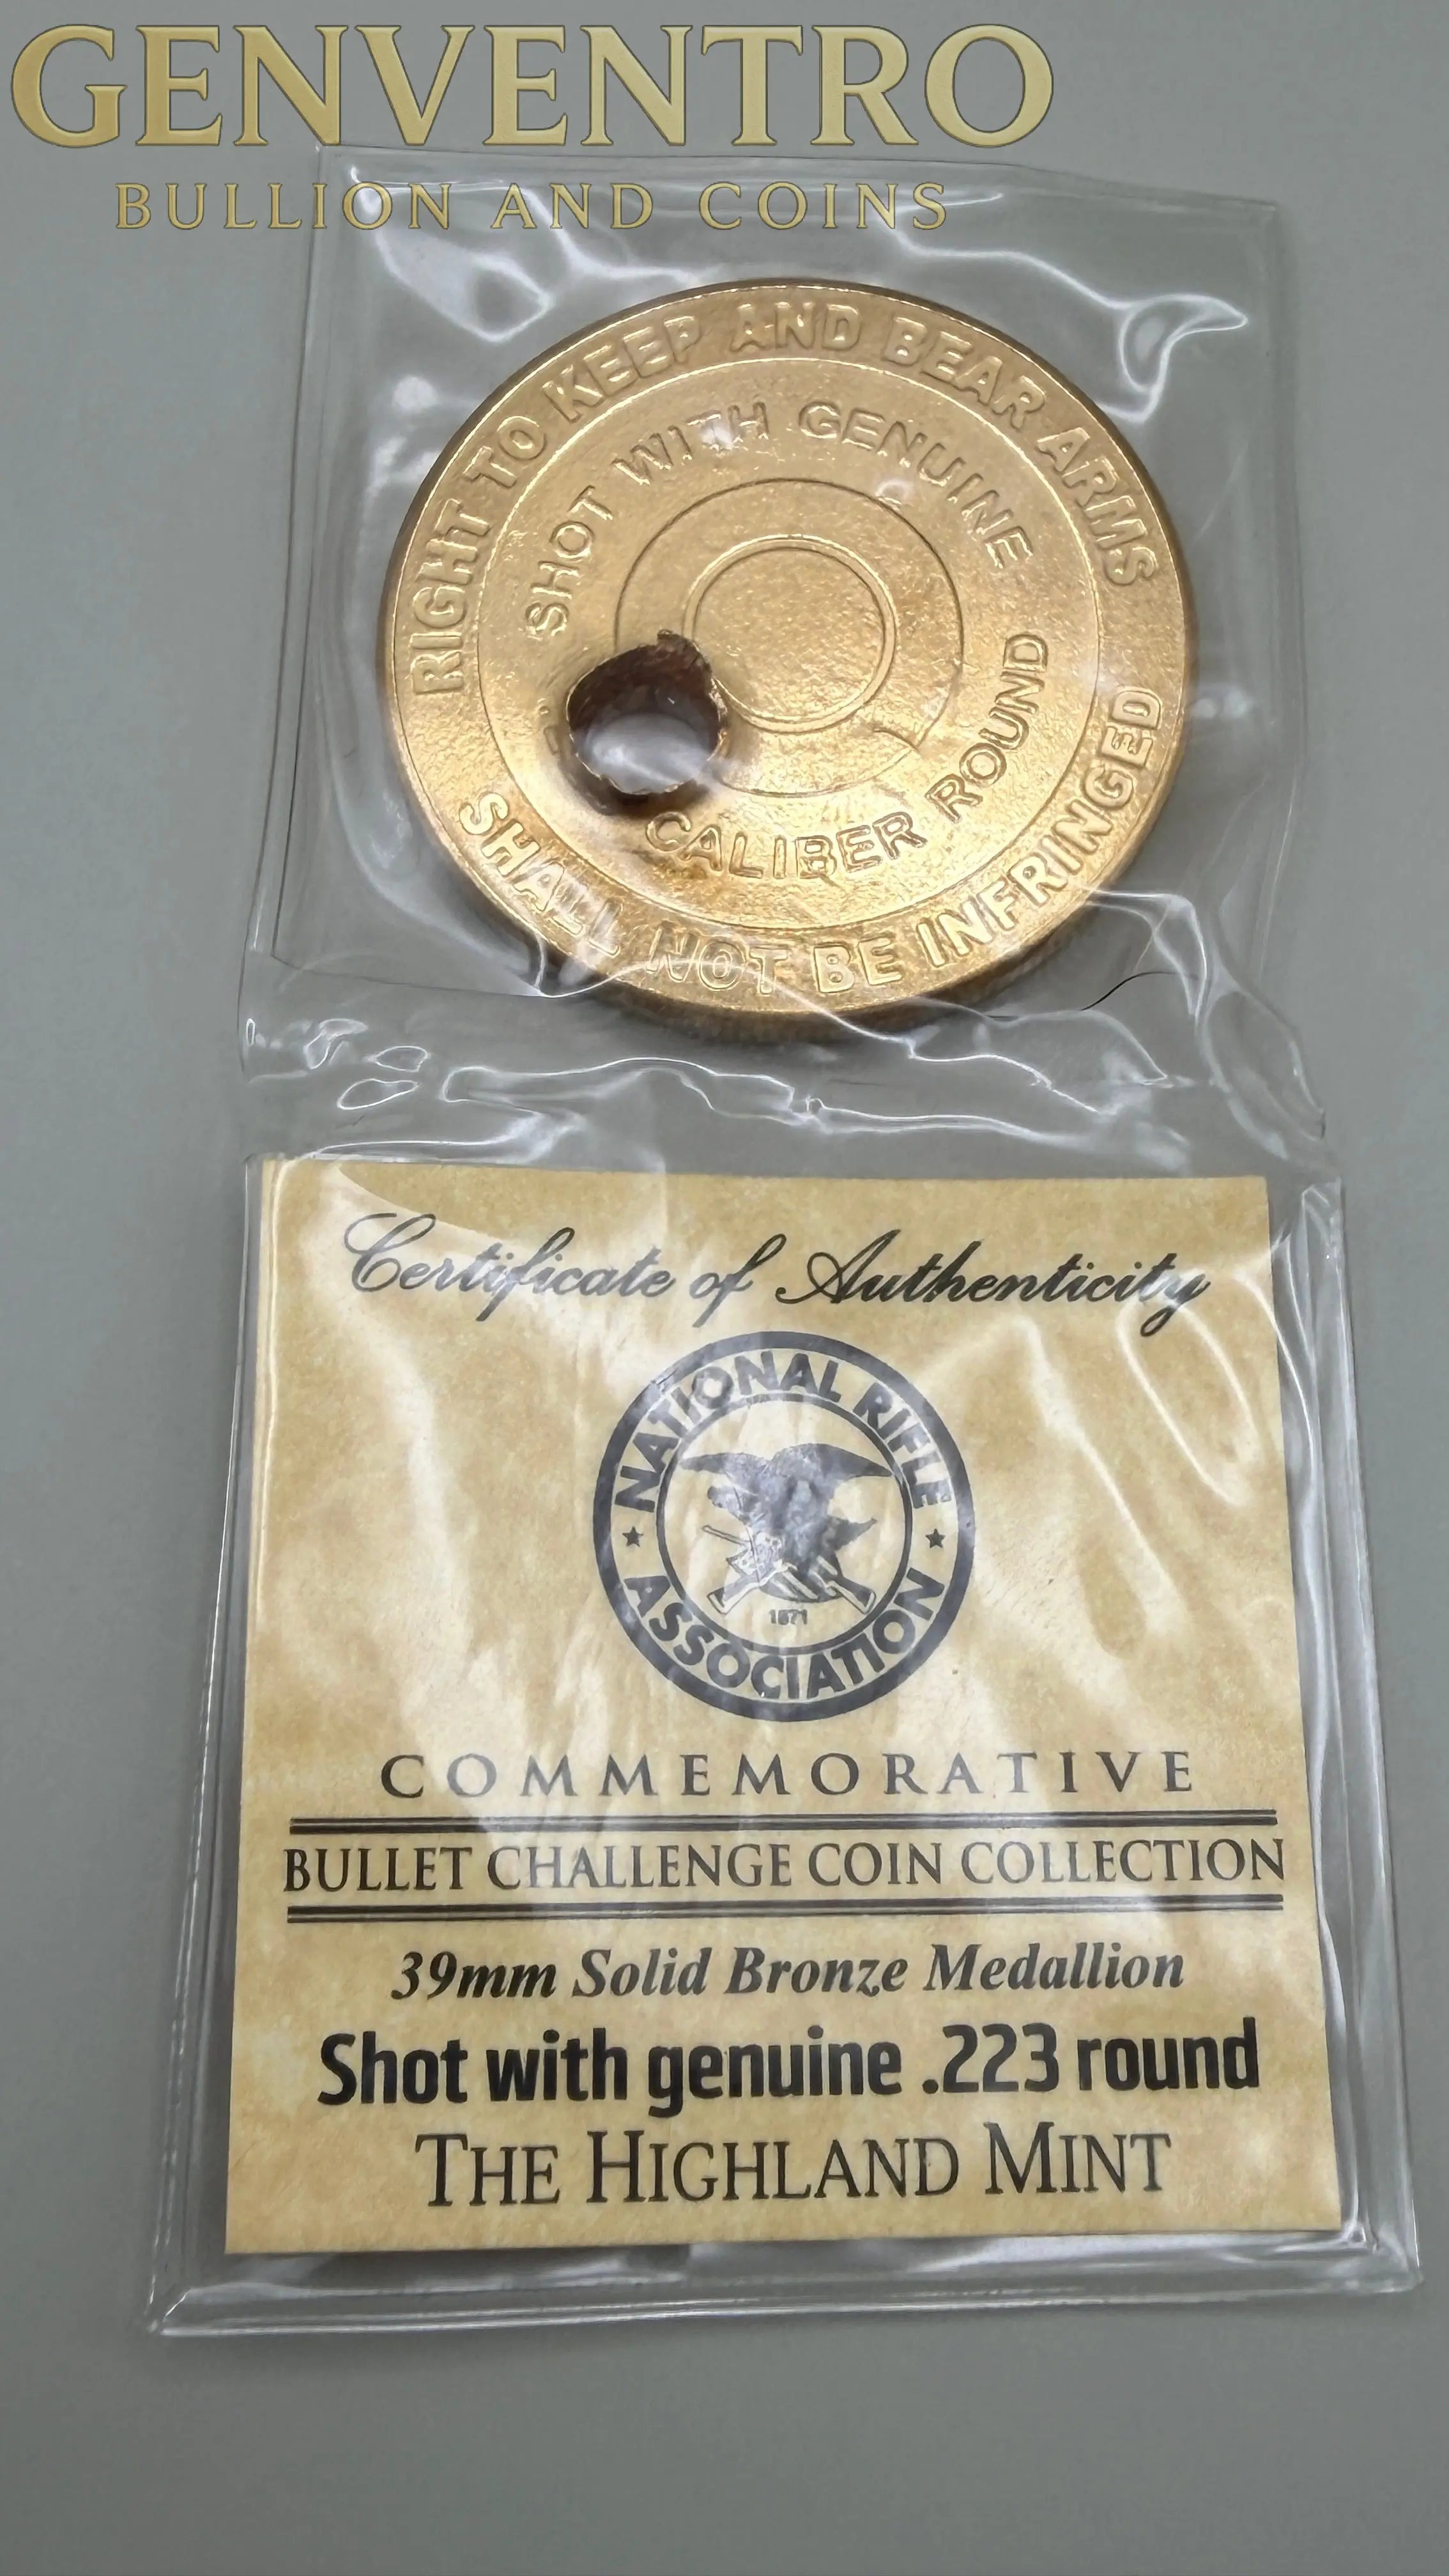 GENVENTRO
BULLION AND COINS
RIGHT TO KEEP AND BEAR ARMS
SHALL NOT BE INFRINGED
SHOT WITH GENUINE
CALIBER ROUND
Certificate of Authenticity
NATIONAL RIFLE
ASSOCIATION
1871
COMMEMORATIVE
BULLET CHALLENGE COIN COLLECTION
39mm Solid Bronze Medallion
Shot with genuine .223 round
THE HIGHLAND MINT